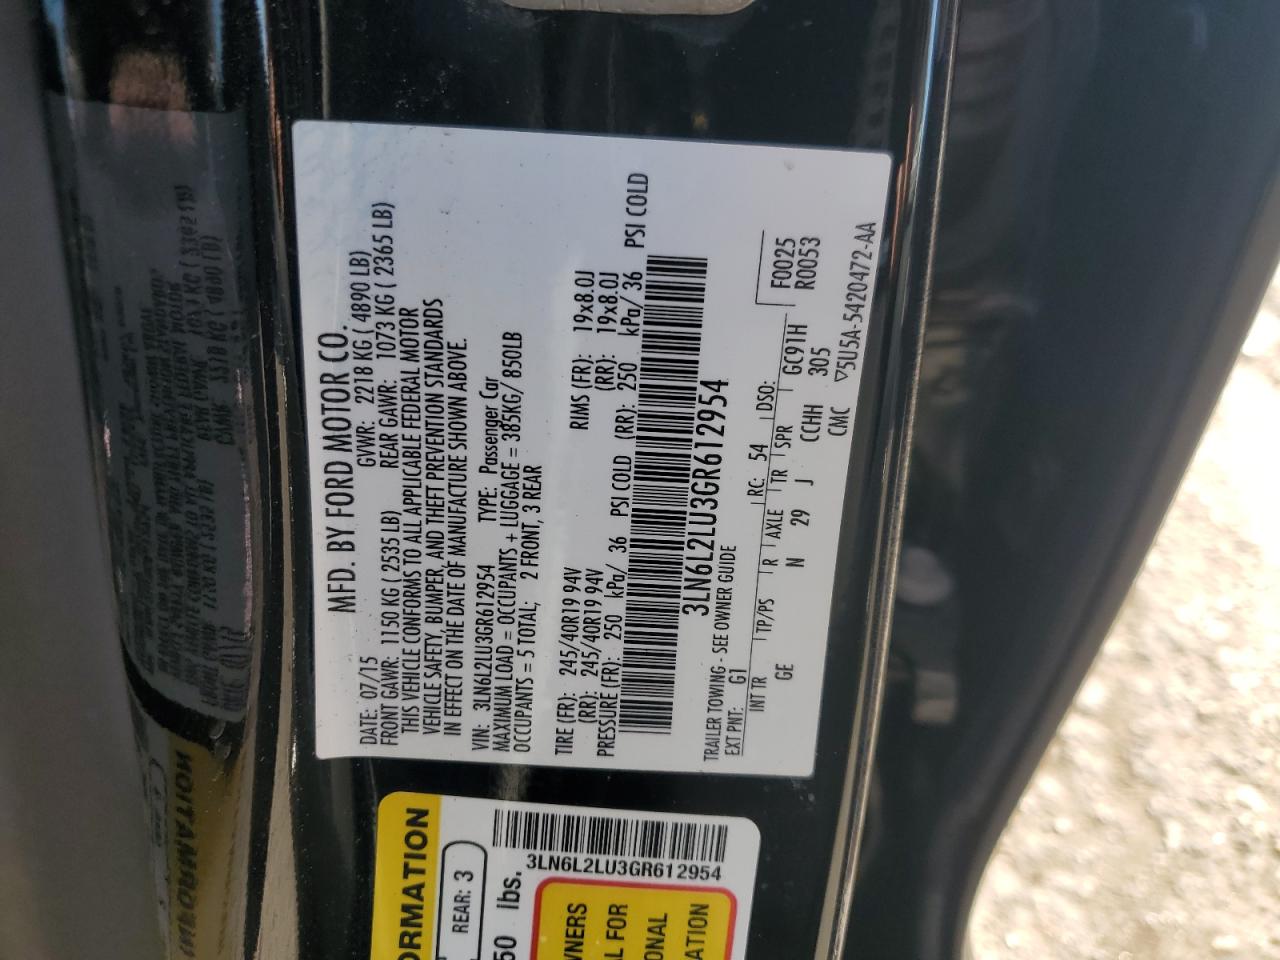 MFD. BY FORD MOTOR CO.
DATE: 07/15 GVWR: 2218 KG ( 4890 LB)
FRONT GAWR: 1150 KG ( 2535 LB) REAR GAWR: 1073 KG ( 2365 LB)
THIS VEHICLE CONFORMS TO ALL APPLICABLE FEDERAL MOTOR
VEHICLE SAFETY, BUMPER, AND THEFT PREVENTION STANDARDS
IN EFFECT ON THE DATE OF MANUFACTURE SHOWN ABOVE.
VIN: 3LN6L2LU3GR612954 TYPE: Passenger Car
MAXIMUM LOAD = OCCUPANTS + LUGGAGE = 385KG/ 850LB
OCCUPANTS = 5 TOTAL; 2 FRONT, 3 REAR
TIRE (FR): 245/40R19 94V RIMS (FR): 19x8.0J
(RR): 245/40R19 94V (RR): 19x8.0J
PRESSURE (FR): 250 kPa/ 36 PSI COLD (RR): 250 kPa/ 36 PSI COLD
3LN6L2LU3GR612954
TRAILER TOWING - SEE OWNER GUIDE
EXT PNT: G1 RC: 54 DSO: F0025
R0053
INT TR TP/PS R AXLE TR SPR GC91H
GE N 29 J CCHH 305
CMC ▽5U5A-5420472-AA
ORMATION
REAR: 3
50 lbs.
3LN6L2LU3GR612954
WNERS
L FOR
ONAL
ATION